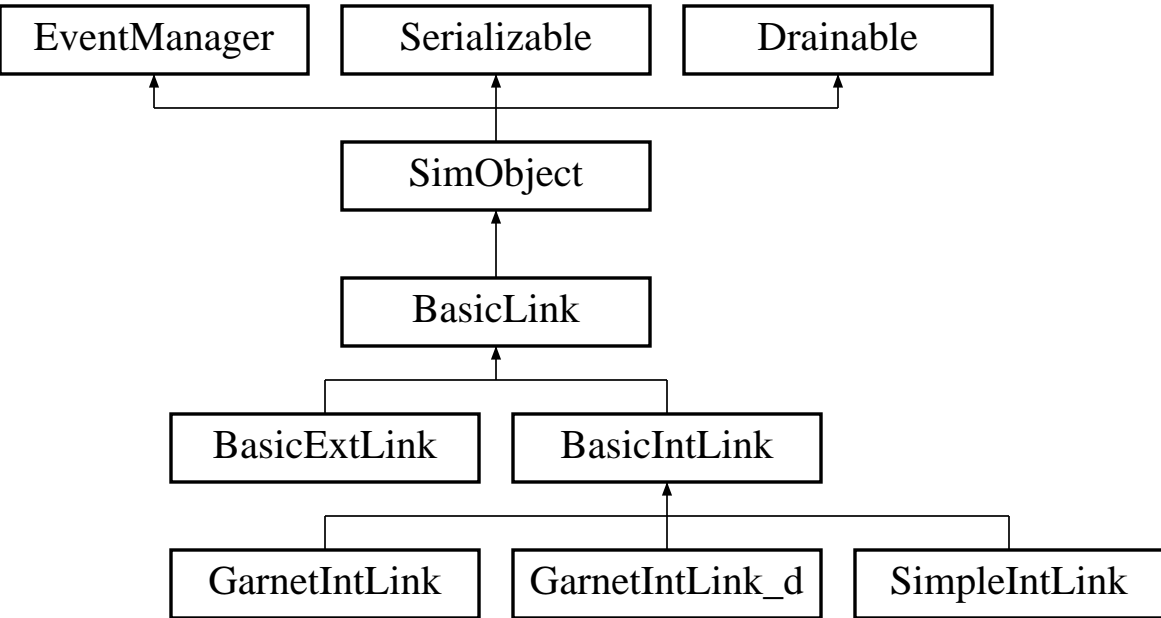 EventManager
Serializable
Drainable
SimObject
BasicLink
BasicExtLink
BasicIntLink
GarnetIntLink
GarnetIntLink_d
SimpleIntLink